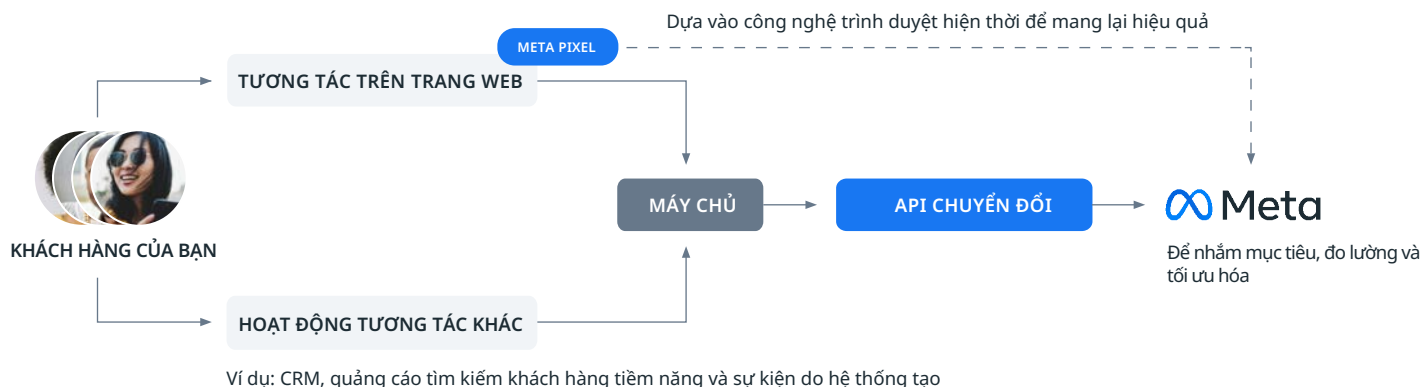 Dựa vào công nghệ trình duyệt hiện thời để mang lại hiệu quả
META PIXEL
TƯƠNG TÁC TRÊN TRANG WEB
MÁY CHỦ
API CHUYỂN ĐỔI
Meta
KHÁCH HÀNG CỦA BẠN
Để nhắm mục tiêu, đo lường và
tối ưu hóa
HOẠT ĐỘNG TƯƠNG TÁC KHÁC
Ví dụ: CRM, quảng cáo tìm kiếm khách hàng tiềm năng và sự kiện do hệ thống tạo